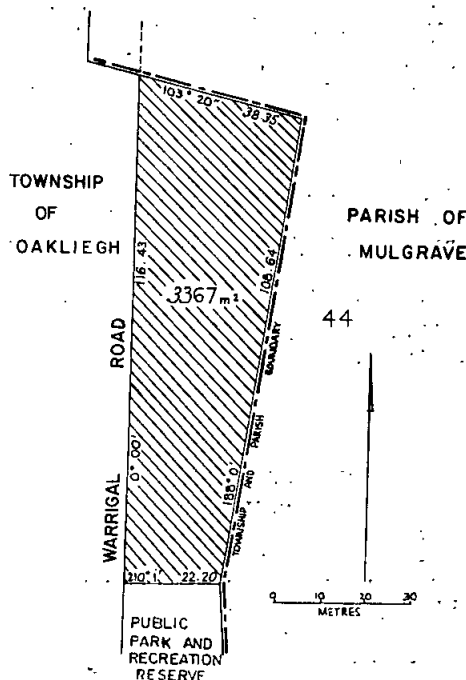 103° 20'
38.35
TOWNSHIP
OF
OAKLIEGH
PARISH OF
MULGRAVE
116.43
3367 m²
108.64
44
WARRIGAL ROAD
0° 00'
188° 0'
TOWNSHIP AND PARISH BOUNDARY
22.20
0 10 20 30
METRES
PUBLIC
PARK AND
RECREATION
RESERVE